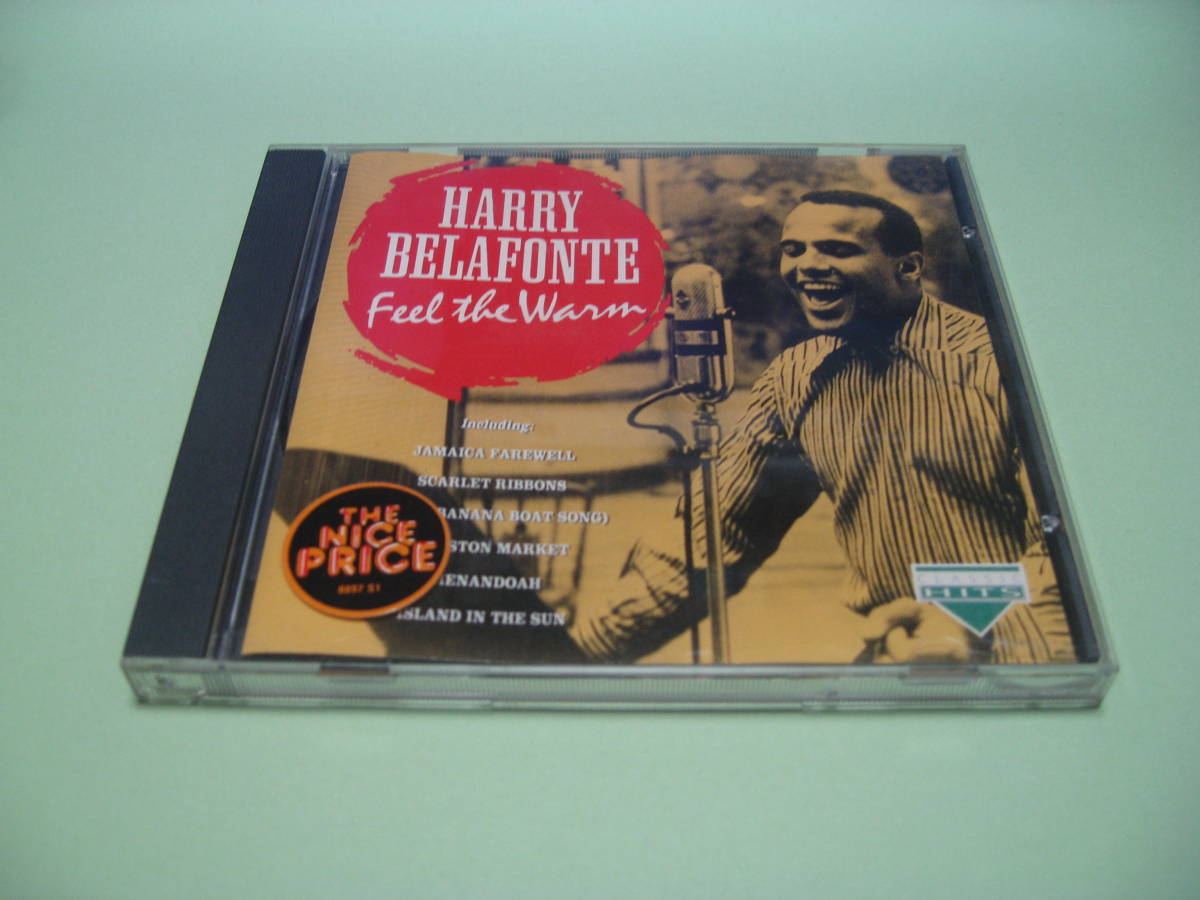 HARRY
BELAFONTE
Feel the Warm
Including:
JAMAICA FAREWELL
SCARLET RIBBONS
BANANA BOAT SONG)
STON MARKET
ENANDOAH
ISLAND IN THE SUN
THE
NICE
PRICE
CLASSIC
HITS